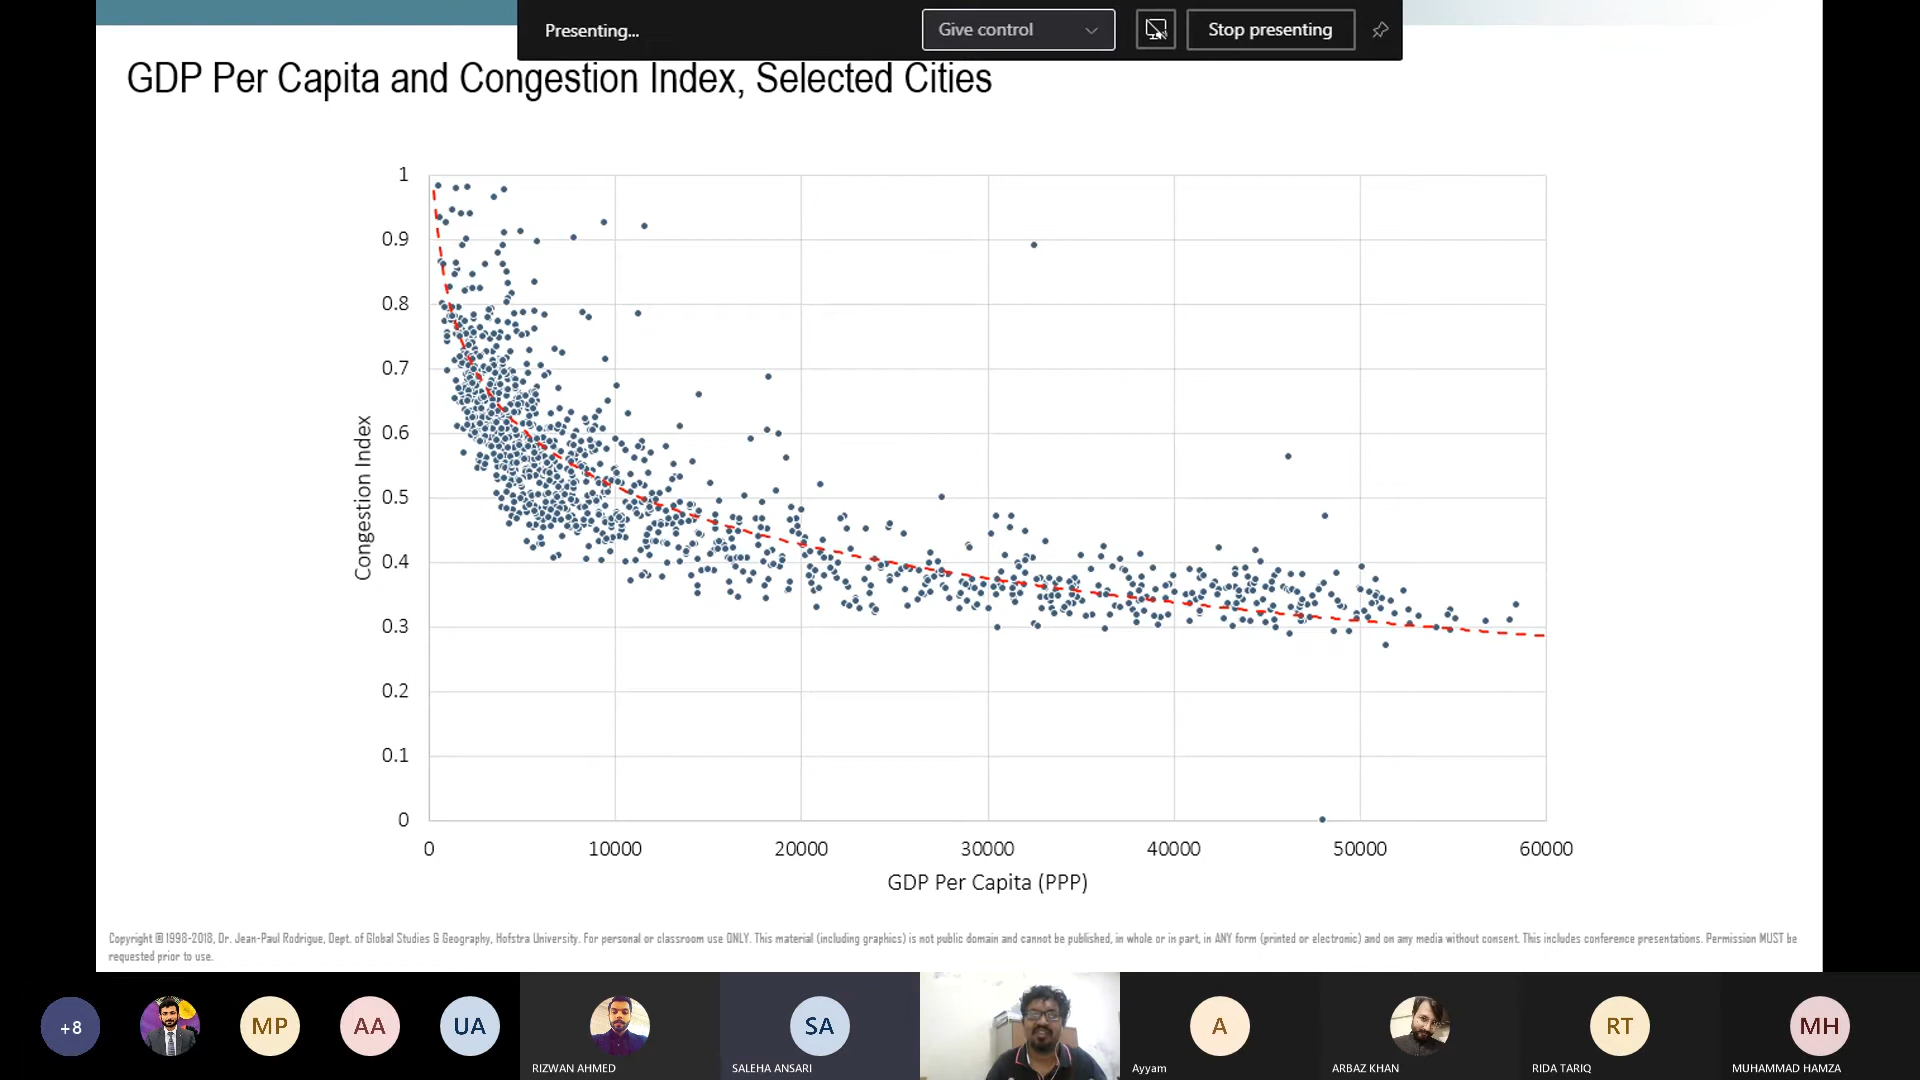 Presenting...
Give control
Stop presenting
GDP Per Capita and Congestion Index, Selected Cities
1
0.9
0.8
0.7
0.6
0.5
0.4
0.3
0.2
0.1
0
Congestion Index
0 10000 20000 30000 40000 50000 60000
GDP Per Capita (PPP)
Copyright © 1998-2018, Dr. Jean-Paul Rodrigue, Dept. of Global Studies & Geography, Hofstra University. For personal or classroom use ONLY. This material (including graphics) is not public domain and cannot be published, in whole or in part, in ANY form (printed or electronic) and on any media without consent. This includes conference presentations. Permission MUST be
requested prior to use.
+8 MP AA UA SA A RT MH
RIZWAN AHMED SALEHA ANSARI Ayyam ARBAZ KHAN RIDA TARIQ MUHAMMAD HAMZA